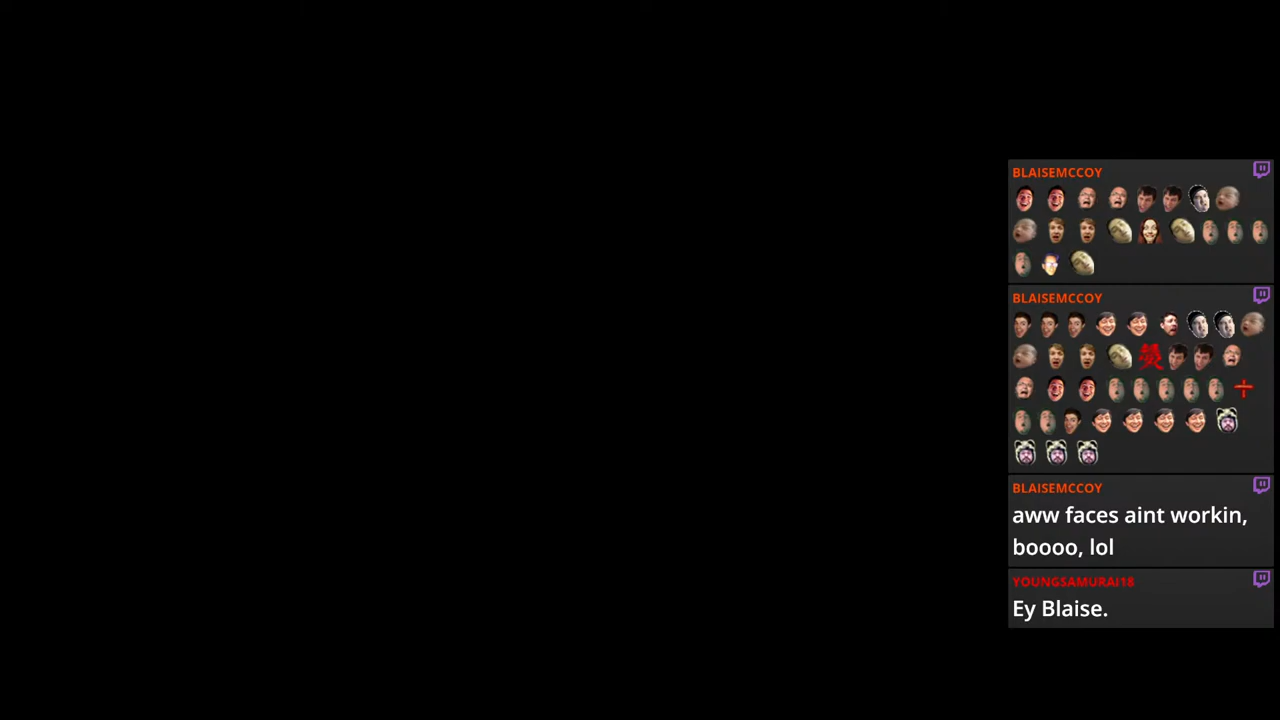 BLAISEMCCOY
BLAISEMCCOY
BLAISEMCCOY
aww faces aint workin,
boooo, lol
YOUNGSAMURAI18
Ey Blaise.